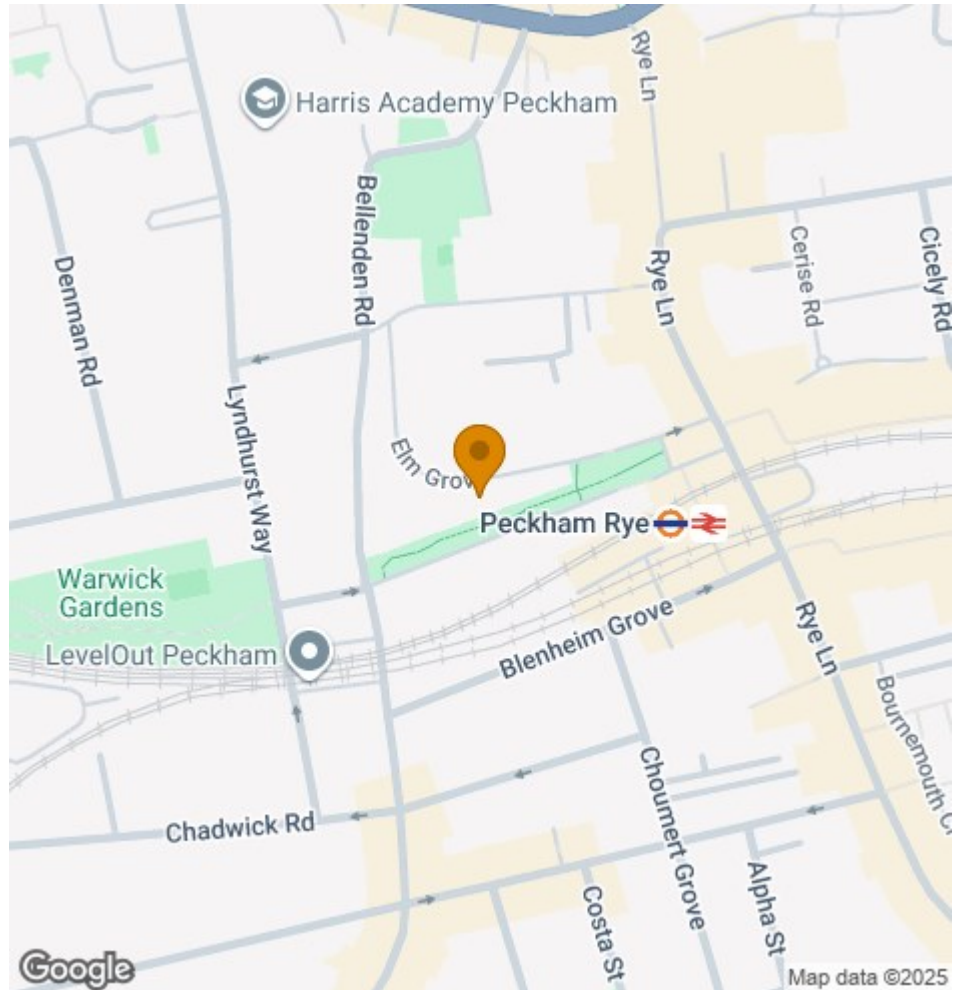 Rye Ln
Harris Academy Peckham
Bellenden Rd
Denman Rd
Rye Ln
Cerise Rd
Cicely Rd
Lyndhurst Way
Elm Grov
Peckham Rye
Warwick
Gardens
LevelOut Peckham
Blenheim Grove
Rye Ln
Bournemouth C
Choumert Grove
Chadwick Rd
Alpha St
Costa St
Google
Map data ©2025